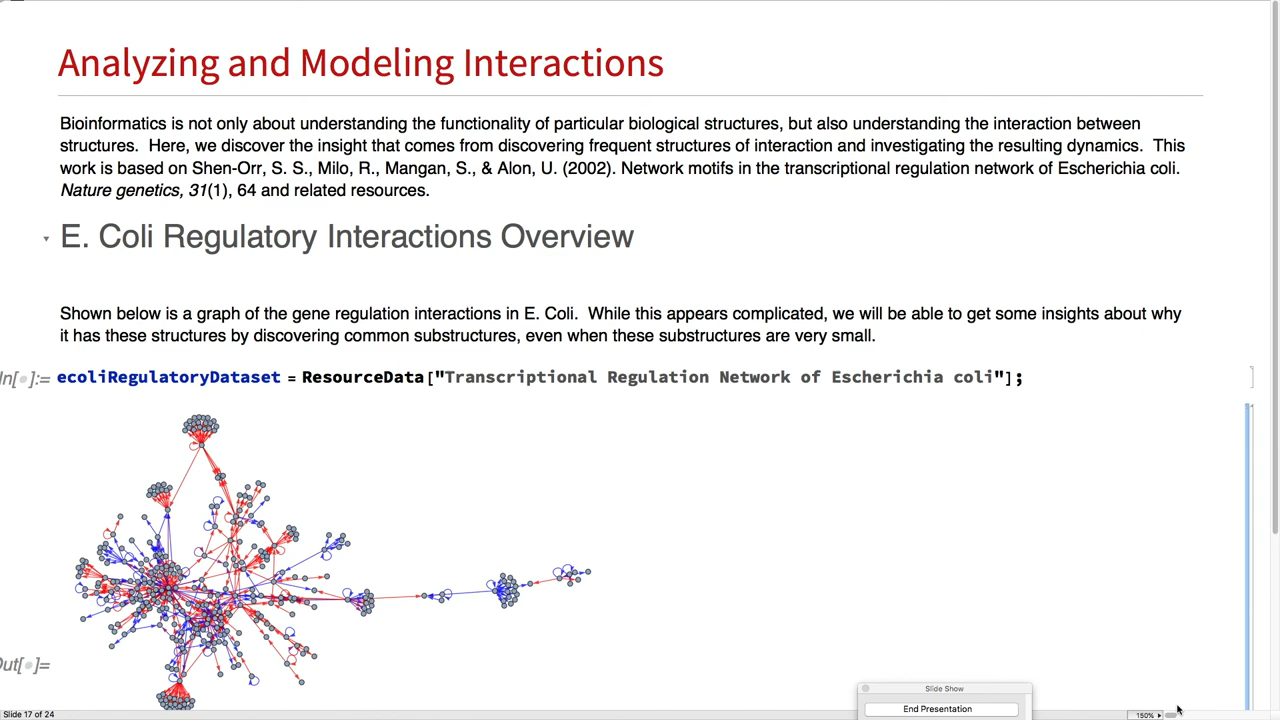 Analyzing and Modeling Interactions
Bioinformatics is not only about understanding the functionality of particular biological structures, but also understanding the interaction between
structures.  Here, we discover the insight that comes from discovering frequent structures of interaction and investigating the resulting dynamics.  This
work is based on Shen-Orr, S. S., Milo, R., Mangan, S., & Alon, U. (2002). Network motifs in the transcriptional regulation network of Escherichia coli.
Nature genetics, 31(1), 64 and related resources.
E. Coli Regulatory Interactions Overview
Shown below is a graph of the gene regulation interactions in E. Coli.  While this appears complicated, we will be able to get some insights about why
it has these structures by discovering common substructures, even when these substructures are very small.
In[ ]:= ecoliRegulatoryDataset = ResourceData["Transcriptional Regulation Network of Escherichia coli"];
Out[ ]=
Slide Show
End Presentation
Slide 17 of 24
150%